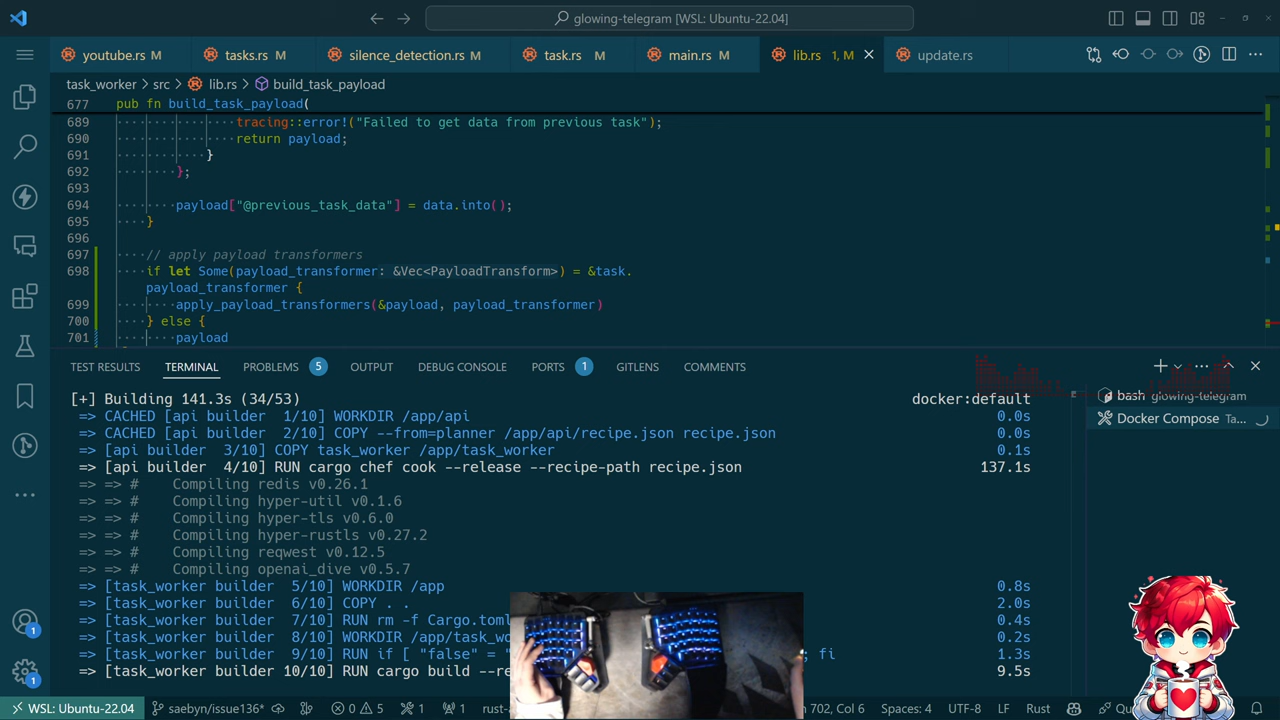 glowing-telegram [WSL: Ubuntu-22.04]
youtube.rs M
tasks.rs M
silence_detection.rs M
task.rs M
main.rs M
lib.rs 1, M
update.rs
task_worker > src > lib.rs > build_task_payload
677 pub fn build_task_payload(
689 tracing::error!("Failed to get data from previous task");
690 return payload;
691 }
692 };
693
694 payload["@previous_task_data"] = data.into();
695 }
696
697 // apply payload transformers
698 if let Some(payload_transformer: &Vec<PayloadTransform>) = &task.
payload_transformer {
699 apply_payload_transformers(&payload, payload_transformer)
700 } else {
701 payload
TEST RESULTS TERMINAL PROBLEMS 5 OUTPUT DEBUG CONSOLE PORTS 1 GITLENS COMMENTS
[+] Building 141.3s (34/53) docker:default
=> CACHED [api builder 1/10] WORKDIR /app/api 0.0s
=> CACHED [api builder 2/10] COPY --from=planner /app/api/recipe.json recipe.json 0.0s
=> [api builder 3/10] COPY task_worker /app/task_worker 0.1s
=> [api builder 4/10] RUN cargo chef cook --release --recipe-path recipe.json 137.1s
=> => # Compiling redis v0.26.1
=> => # Compiling hyper-util v0.1.6
=> => # Compiling hyper-tls v0.6.0
=> => # Compiling hyper-rustls v0.27.2
=> => # Compiling reqwest v0.12.5
=> => # Compiling openai_dive v0.5.7
=> [task_worker builder 5/10] WORKDIR /app 0.8s
=> [task_worker builder 6/10] COPY . . 2.0s
=> [task_worker builder 7/10] RUN rm -f Cargo.toml 0.4s
=> [task_worker builder 8/10] WORKDIR /app/task_wo 0.2s
=> [task_worker builder 9/10] RUN if [ "false" = " ; fi 1.3s
=> [task_worker builder 10/10] RUN cargo build --re 9.5s
bash glowing-telegram
Docker Compose Ta...
1
1
WSL: Ubuntu-22.04 saebyn/issue136* 0 5 1 1 rust- 702, Col 6 Spaces: 4 UTF-8 LF Rust